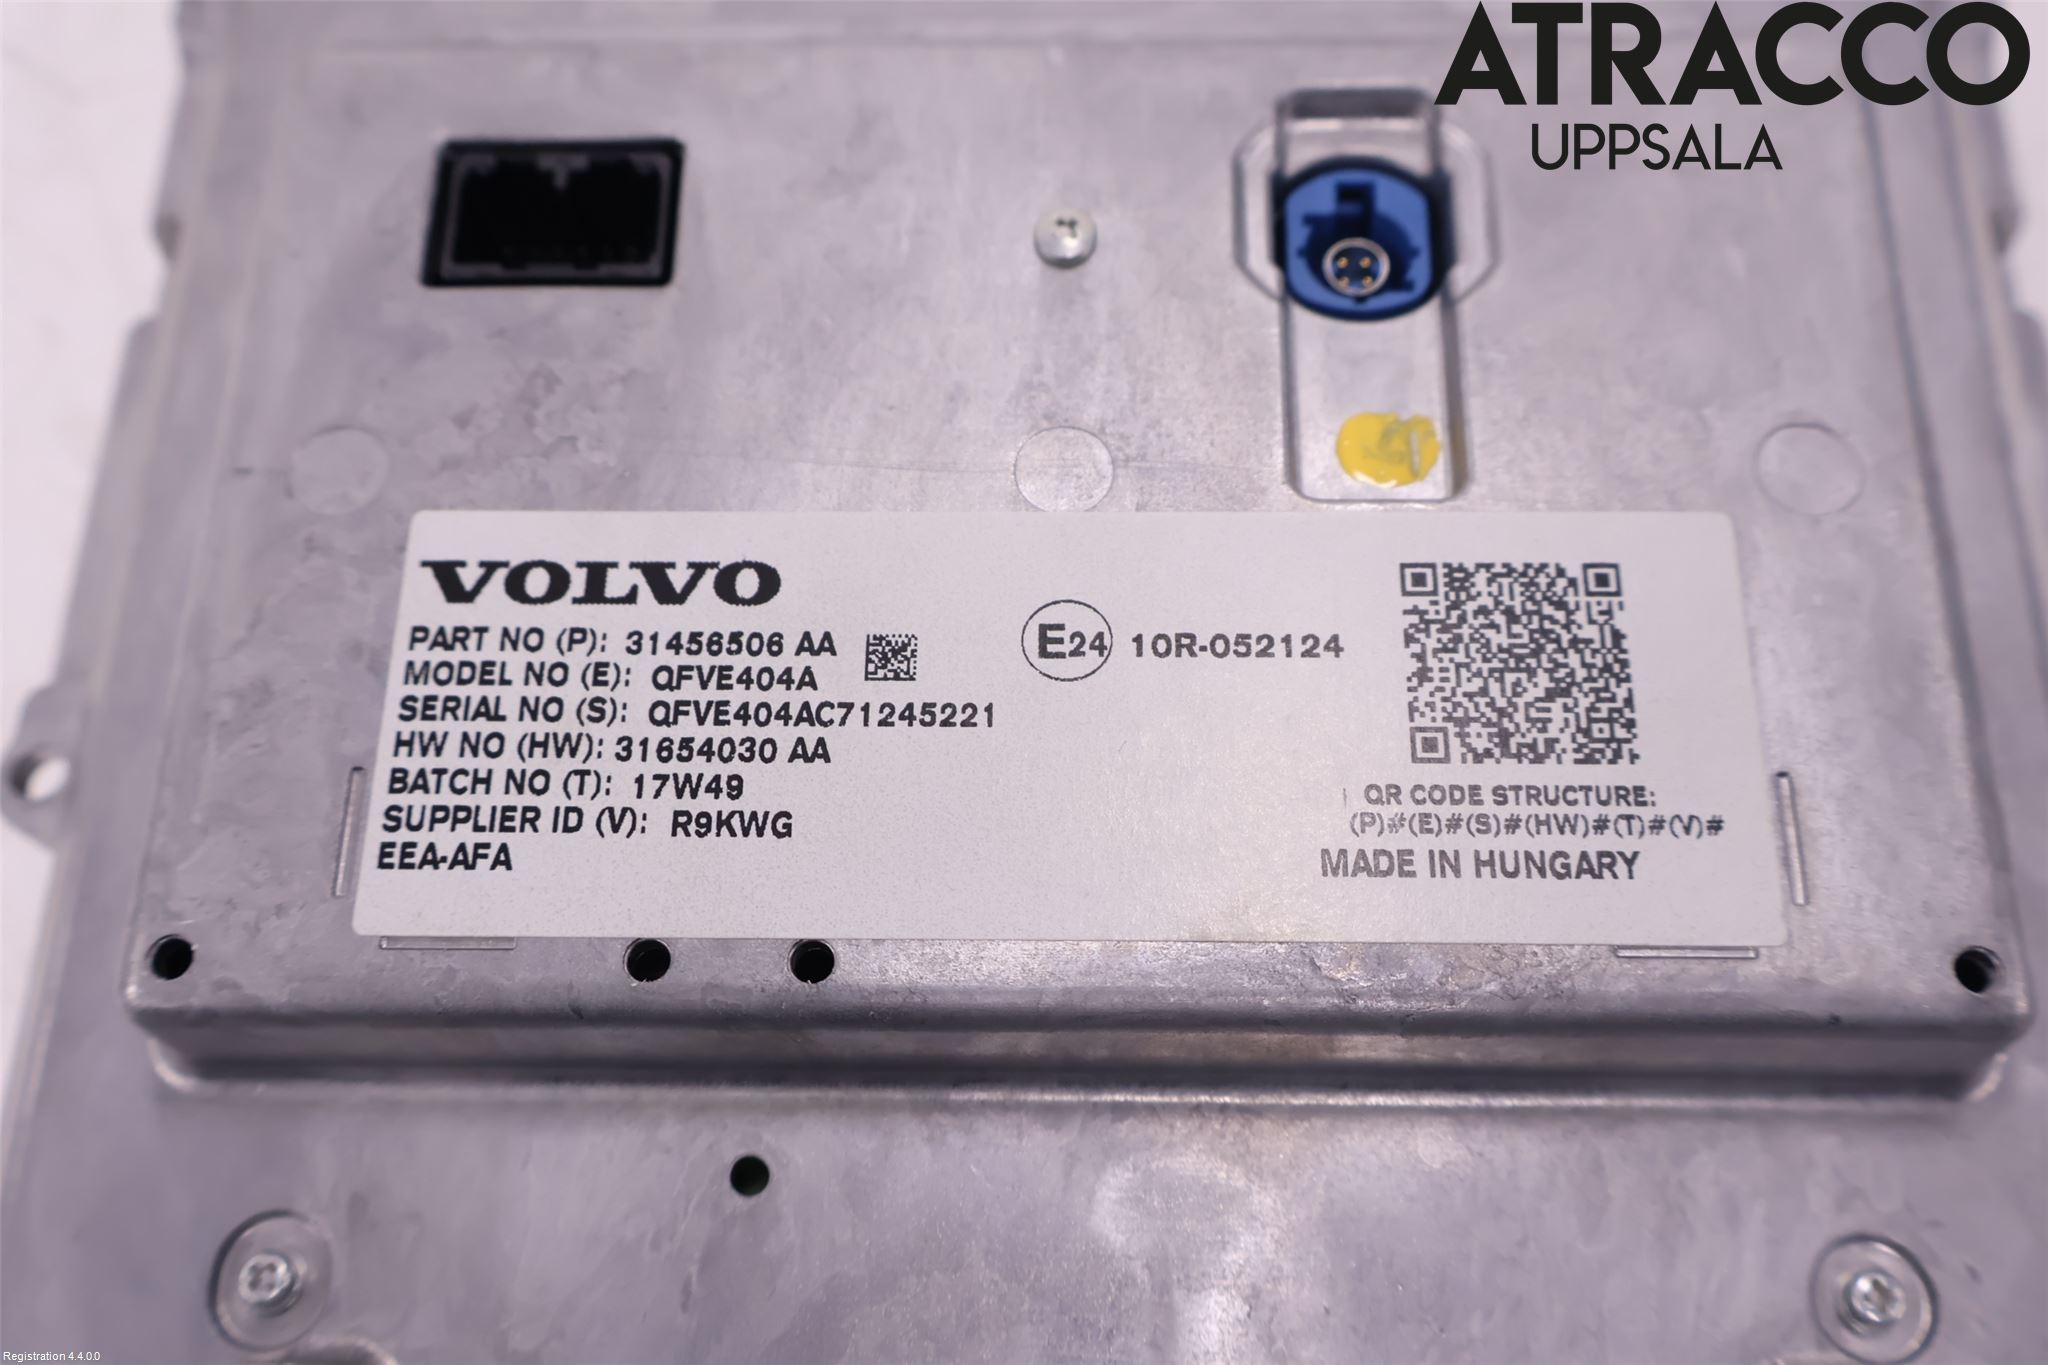 ATRACCO
UPPSALA
VOLVO
PART NO (P): 31456506 AA
MODEL NO (E): QFVE404A
SERIAL NO (S): QFVE404AC71245221
HW NO (HW): 31654030 AA
BATCH NO (T): 17W49
SUPPLIER ID (V): R9KWG
EEA-AFA
E24 10R-052124
QR CODE STRUCTURE:
(P)#(E)#(S)#(HW)#(T)#(V)#
MADE IN HUNGARY
Registration 4.4.0.0